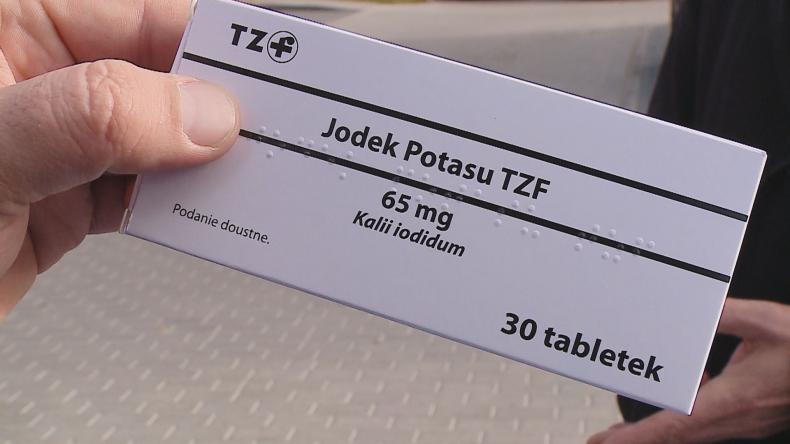 TZF
Jodek Potasu TZF
65 mg
Kalii iodidum
Podanie doustne.
30 tabletek